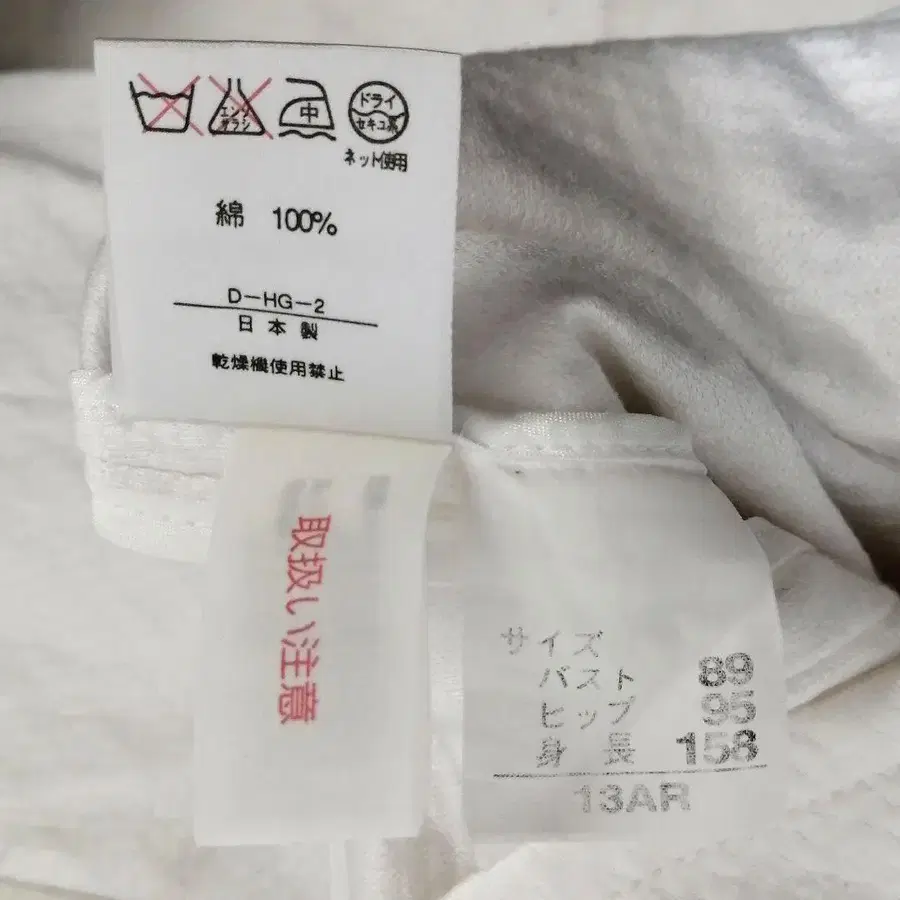 エンソ
サラシ
中
ドライ
セキユ系
ネット使用
綿 100%
D-HG-2
日本製
乾燥機使用禁止
取扱い注意
サイズ
バスト 89
ヒップ 95
身長 158
13AR